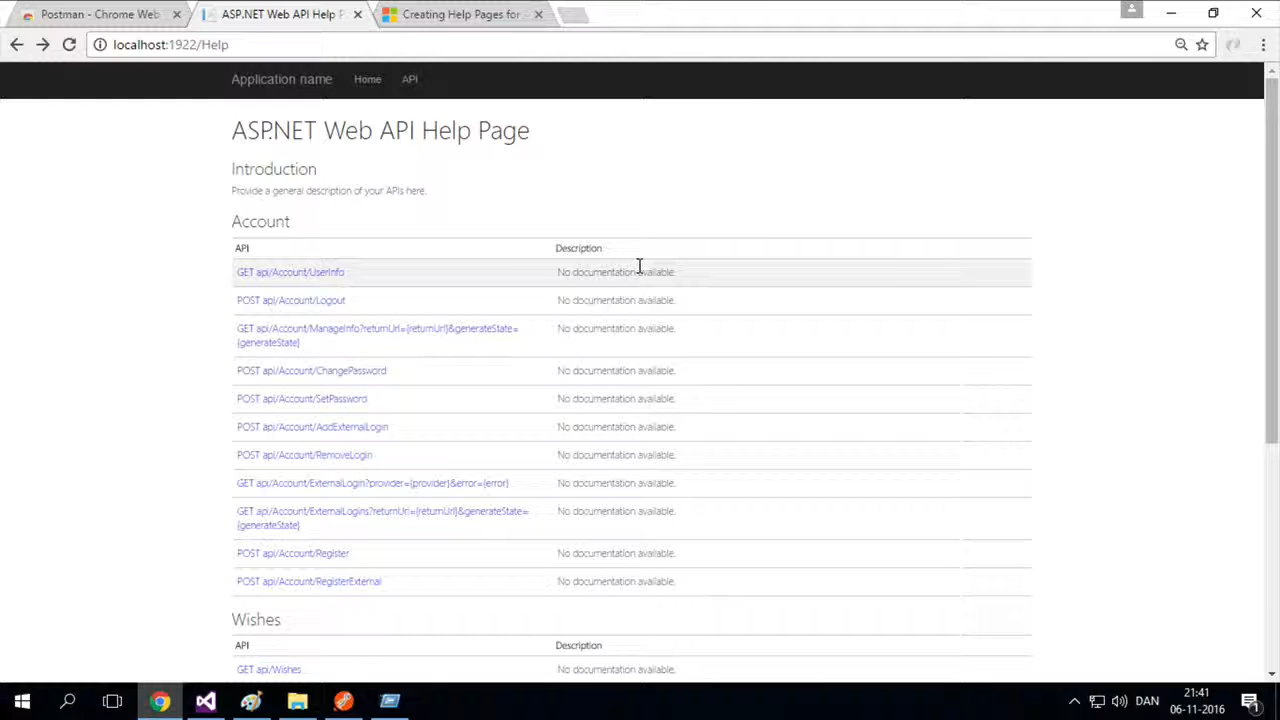 Postman - Chrome Web
ASP.NET Web API Help P
Creating Help Pages for
localhost:1922/Help
Application name
Home
API
ASP.NET Web API Help Page
Introduction
Provide a general description of your APIs here.
Account
API Description
GET api/Account/UserInfo No documentation available.
POST api/Account/Logout No documentation available.
GET api/Account/ManageInfo?returnUrl={returnUrl}&generateState= No documentation available.
{generateState}
POST api/Account/ChangePassword No documentation available.
POST api/Account/SetPassword No documentation available.
POST api/Account/AddExternalLogin No documentation available.
POST api/Account/RemoveLogin No documentation available.
GET api/Account/ExternalLogin?provider={provider}&error={error} No documentation available.
GET api/Account/ExternalLogins?returnUrl={returnUrl}&generateState= No documentation available.
{generateState}
POST api/Account/Register No documentation available.
POST api/Account/RegisterExternal No documentation available.
Wishes
API Description
GET api/Wishes No documentation available.
DAN
21:41
06-11-2016
1